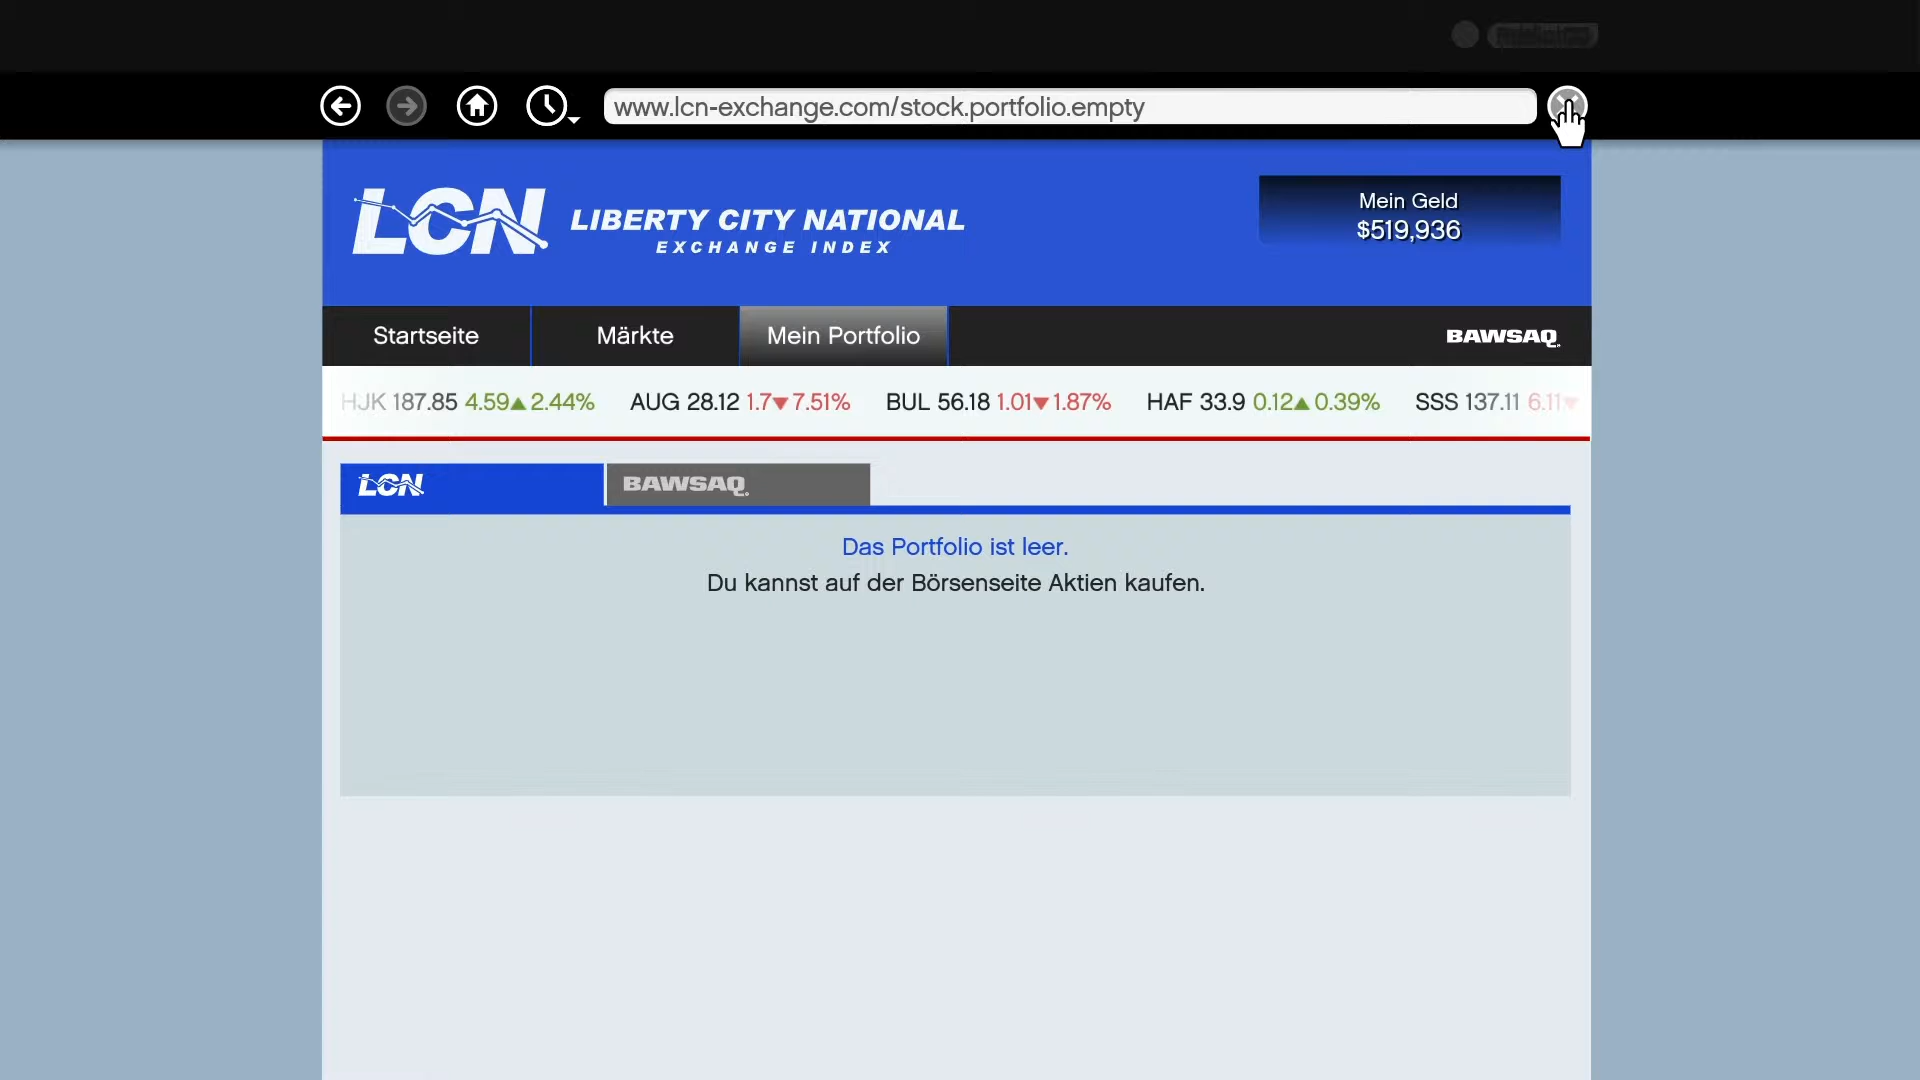 www.lcn-exchange.com/stock.portfolio.empty
LCN LIBERTY CITY NATIONAL
EXCHANGE INDEX
Mein Geld
$519,936
Startseite Märkte Mein Portfolio BAWSAQ
HJK 187.85 4.59▲2.44% AUG 28.12 1.7▼7.51% BUL 56.18 1.01▼1.87% HAF 33.9 0.12▲0.39% SSS 137.11 6.11▼
LCN BAWSAQ
Das Portfolio ist leer.
Du kannst auf der Börsenseite Aktien kaufen.